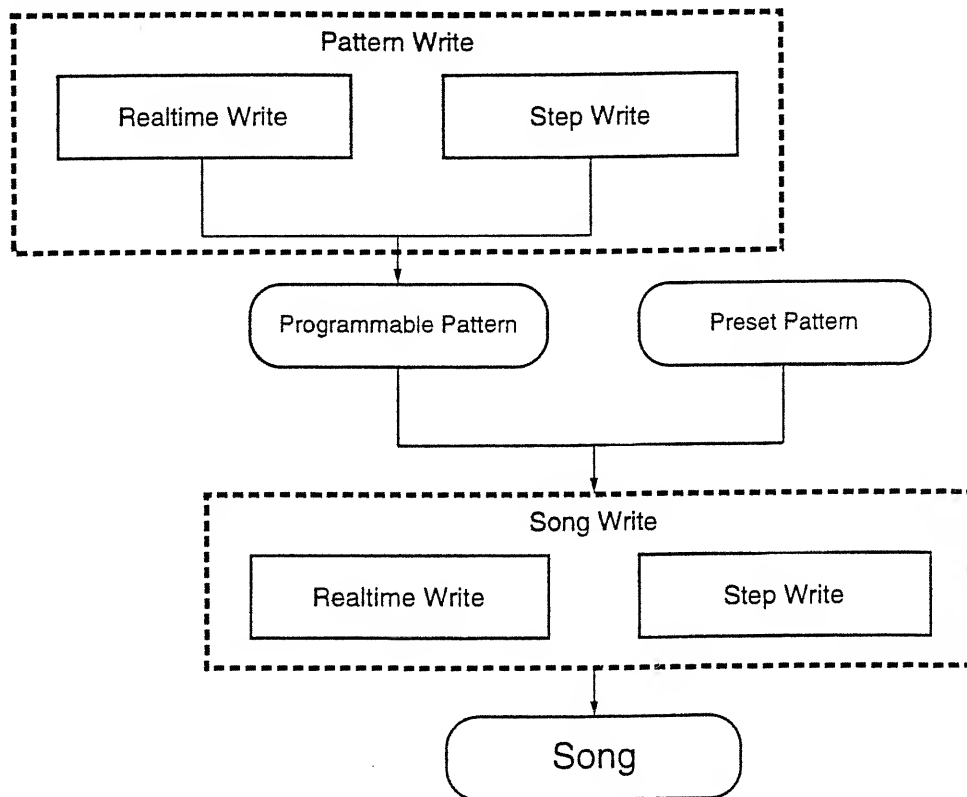 Pattern Write
Realtime Write
Step Write
Programmable Pattern
Preset Pattern
Song Write
Realtime Write
Step Write
Song